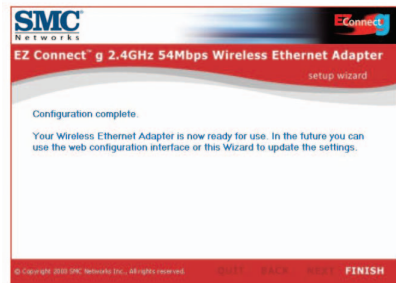 SMC®
Networks
EZ Connect
EZ Connect™ g 2.4GHz 54Mbps Wireless Ethernet Adapter
setup wizard
Configuration complete.
Your Wireless Ethernet Adapter is now ready for use. In the future you can
use the web configuration interface or this Wizard to update the settings.
© Copyright 2003 SMC Networks Inc., All rights reserved.
QUIT BACK NEXT FINISH